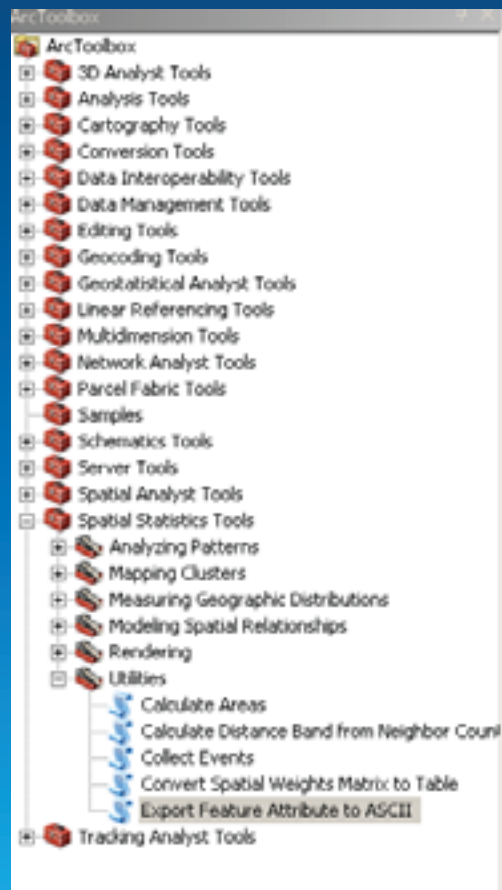 ArcToolbox
ArcToolbox
3D Analyst Tools
Analysis Tools
Cartography Tools
Conversion Tools
Data Interoperability Tools
Data Management Tools
Editing Tools
Geocoding Tools
Geostatistical Analyst Tools
Linear Referencing Tools
Multidimension Tools
Network Analyst Tools
Parcel Fabric Tools
Samples
Schematics Tools
Server Tools
Spatial Analyst Tools
Spatial Statistics Tools
Analyzing Patterns
Mapping Clusters
Measuring Geographic Distributions
Modeling Spatial Relationships
Rendering
Utilities
Calculate Areas
Calculate Distance Band from Neighbor Coun
Collect Events
Convert Spatial Weights Matrix to Table
Export Feature Attribute to ASCII
Tracking Analyst Tools